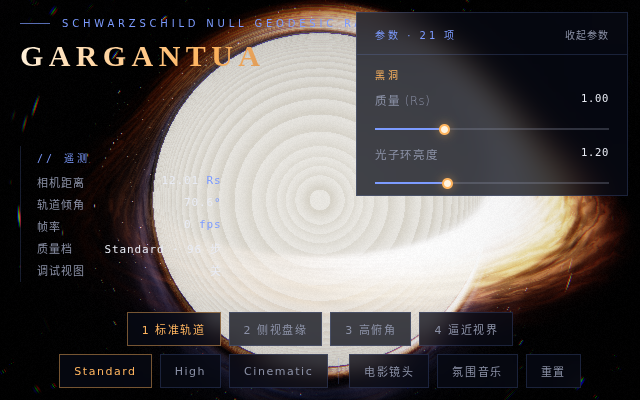 SCHWARZSCHILD NULL GEODESIC
GARGANTUA
参数 · 21 项
收起参数
黑洞
质量 (Rs)
1.00
光子环亮度
1.20
// 遥测
相机距离
12.01 Rs
轨道倾角
帧率
fps
质量档
Standard
调试视图
1 标准轨道
2 侧视盘缘
3 高俯角
4 逼近视界
Standard
High
Cinematic
电影镜头
氛围音乐
重置